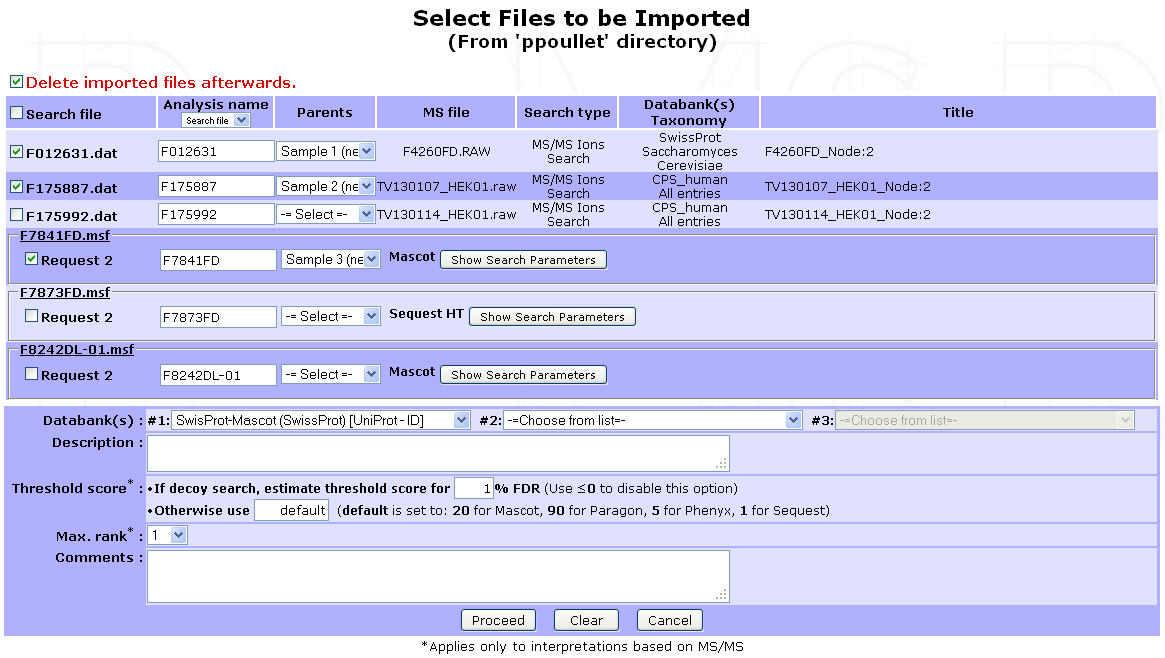 Select Files to be Imported
(From 'ppoullet' directory)
Delete imported files afterwards.
Search file Analysis name Search file Parents MS file Search type Databank(s) Taxonomy Title
F012631.dat F012631 Sample 1 (ne F4260FD.RAW MS/MS Ions Search SwissProt Saccharomyces Cerevisiae F4260FD_Node:2
F175887.dat F175887 Sample 2 (ne TV130107_HEK01.raw MS/MS Ions Search CPS_human All entries TV130107_HEK01_Node:2
F175992.dat F175992 -= Select =- TV130114_HEK01.raw MS/MS Ions Search CPS_human All entries TV130114_HEK01_Node:2
F7841FD.msf
Request 2 F7841FD Sample 3 (ne Mascot Show Search Parameters
F7873FD.msf
Request 2 F7873FD -= Select =- Sequest HT Show Search Parameters
F8242DL-01.msf
Request 2 F8242DL-01 -= Select =- Mascot Show Search Parameters
Databank(s) : #1: SwisProt-Mascot (SwissProt) [UniProt - ID] #2: -=Choose from list=- #3: -=Choose from list=-
Description :
Threshold score* : •If decoy search, estimate threshold score for 1 % FDR (Use ≤0 to disable this option)
•Otherwise use default (default is set to: 20 for Mascot, 90 for Paragon, 5 for Phenyx, 1 for Sequest)
Max. rank* : 1
Comments :
Proceed Clear Cancel
*Applies only to interpretations based on MS/MS